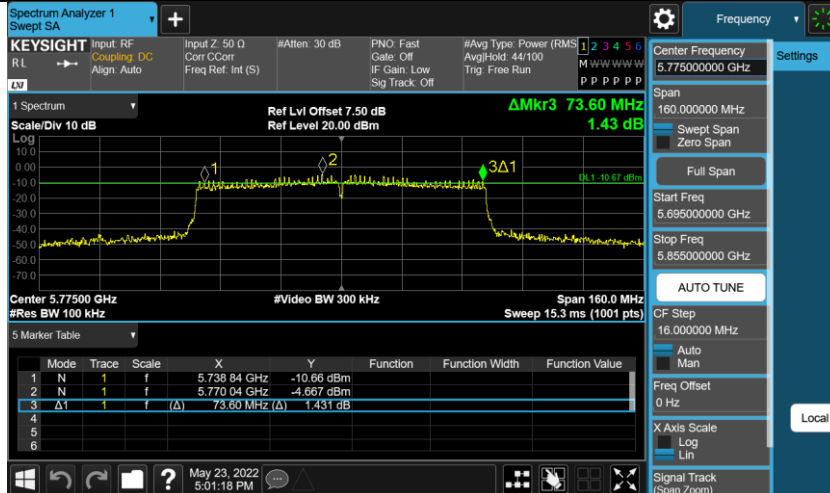 Spectrum Analyzer 1
Swept SA
+
Frequency
KEYSIGHT
RL
LXI
Input: RF
Coupling: DC
Align: Auto
Input Z: 50 Ω
Corr CCorr
Freq Ref: Int (S)
#Atten: 30 dB
PNO: Fast
Gate: Off
IF Gain: Low
Sig Track: Off
#Avg Type: Power (RMS
Avg|Hold: 44/100
Trig: Free Run
1 2 3 4 5 6
M W W W W W
P P P P P P
1 Spectrum
Scale/Div 10 dB
Log
Ref Lvl Offset 7.50 dB
Ref Level 20.00 dBm
ΔMkr3 73.60 MHz
1.43 dB
10.0
0.00
-10.0
-20.0
-30.0
-40.0
-50.0
-60.0
-70.0
1
2
3Δ1
DL1 -10.67 dBm
Center 5.77500 GHz
#Res BW 100 kHz
#Video BW 300 kHz
Span 160.0 MHz
Sweep 15.3 ms (1001 pts)
5 Marker Table
Mode Trace Scale X Y Function Function Width Function Value
1 N 1 f 5.738 84 GHz -10.66 dBm
2 N 1 f 5.770 04 GHz -4.667 dBm
3 Δ1 1 f (Δ) 73.60 MHz (Δ) 1.431 dB
4
5
6
?
May 23, 2022
5:01:18 PM
Center Frequency
5.775000000 GHz
Span
160.000000 MHz
Swept Span
Zero Span
Full Span
Start Freq
5.695000000 GHz
Stop Freq
5.855000000 GHz
AUTO TUNE
CF Step
16.000000 MHz
Auto
Man
Freq Offset
0 Hz
X Axis Scale
Log
Lin
Signal Track
(Span Zoom)
Settings
Local